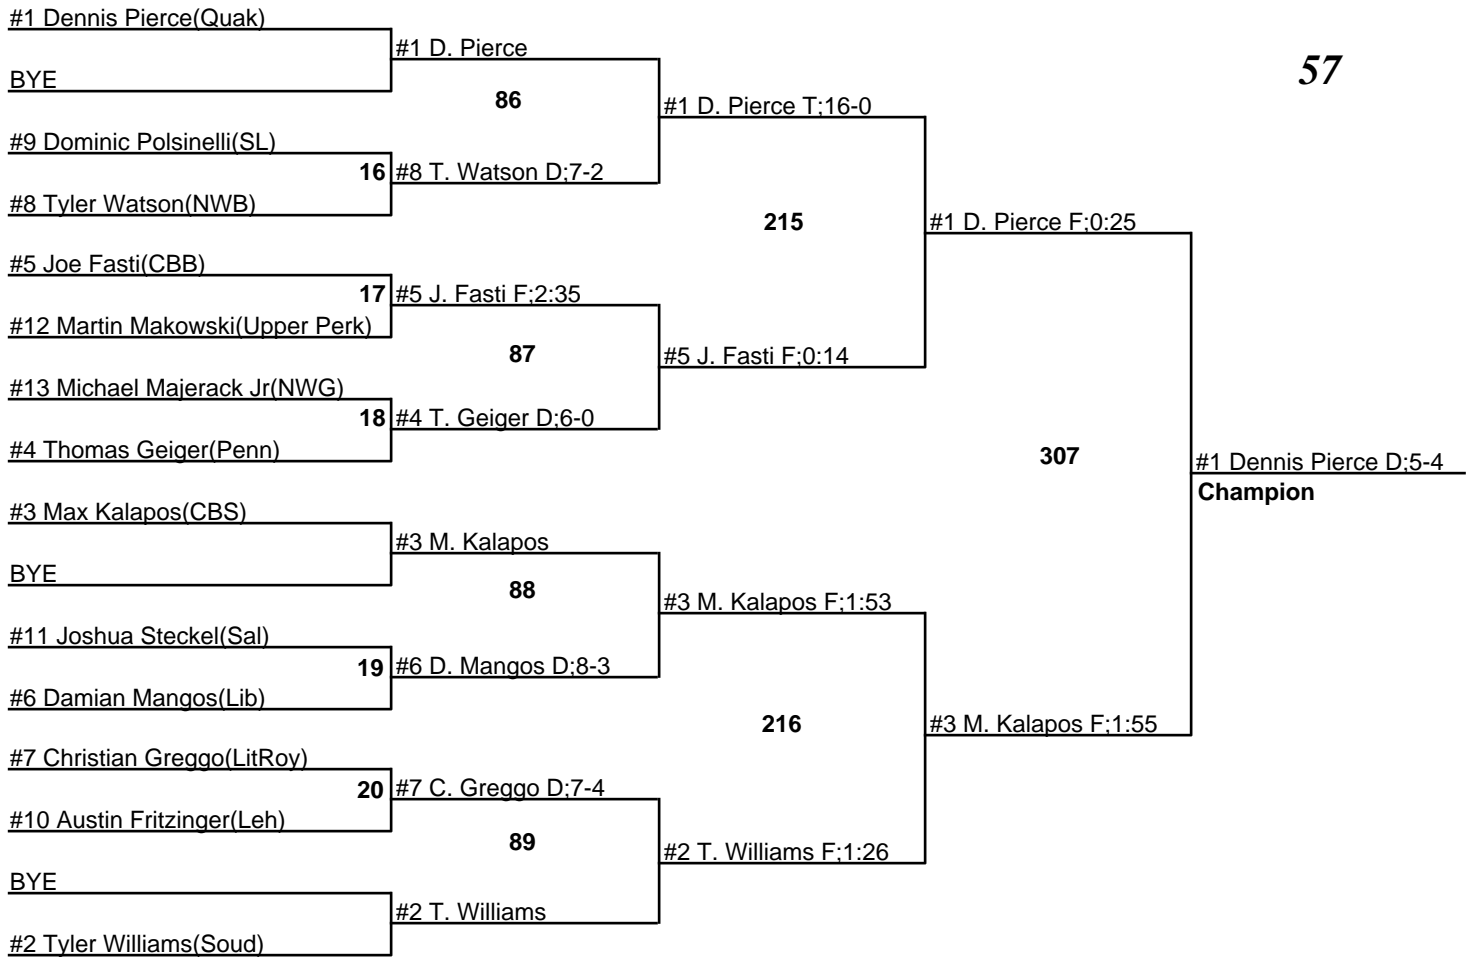 #1 Dennis Pierce(Quak)
#1 D. Pierce
57
BYE
86
#1 D. Pierce T;16-0
#9 Dominic Polsinelli(SL)
16 #8 T. Watson D;7-2
#8 Tyler Watson(NWB)
215
#1 D. Pierce F;0:25
#5 Joe Fasti(CBB)
17 #5 J. Fasti F;2:35
#12 Martin Makowski(Upper Perk)
87
#5 J. Fasti F;0:14
#13 Michael Majerack Jr(NWG)
18 #4 T. Geiger D;6-0
#4 Thomas Geiger(Penn)
307
#1 Dennis Pierce D;5-4
Champion
#3 Max Kalapos(CBS)
#3 M. Kalapos
BYE
88
#3 M. Kalapos F;1:53
#11 Joshua Steckel(Sal)
19 #6 D. Mangos D;8-3
#6 Damian Mangos(Lib)
216
#3 M. Kalapos F;1:55
#7 Christian Greggo(LitRoy)
20 #7 C. Greggo D;7-4
#10 Austin Fritzinger(Leh)
89
#2 T. Williams F;1:26
BYE
#2 T. Williams
#2 Tyler Williams(Soud)